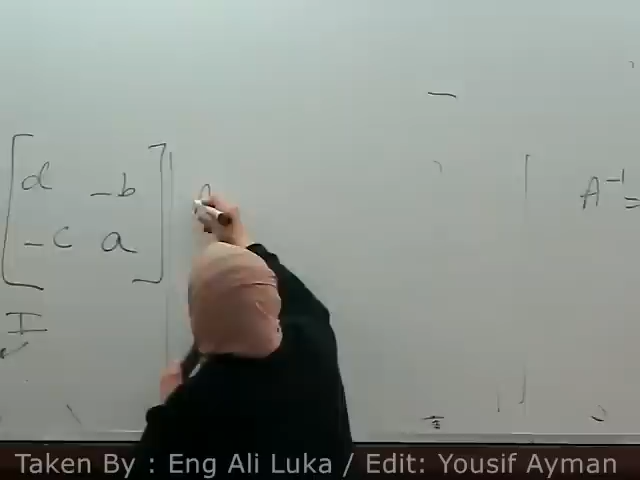 d -b
-c a
I
A⁻¹ =
Taken By : Eng Ali Luka / Edit: Yousif Ayman